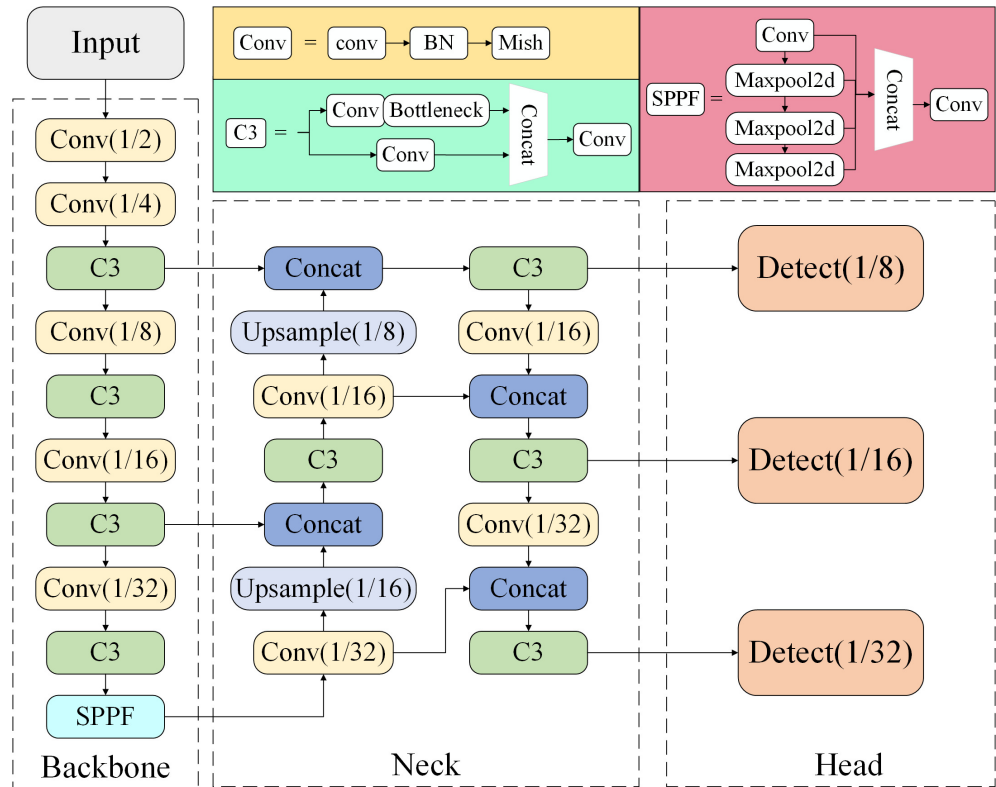 Input
Conv(1/2)
Conv(1/4)
C3
Conv(1/8)
C3
Conv(1/16)
C3
Conv(1/32)
C3
SPPF
Backbone
Conv = conv BN Mish
C3 = Conv Bottleneck Concat Conv
Conv
SPPF = Conv
Maxpool2d
Maxpool2d
Maxpool2d
Concat
Conv
Concat
Upsample(1/8)
Conv(1/16)
C3
Concat
Upsample(1/16)
Conv(1/32)
C3
Conv(1/16)
Concat
C3
Conv(1/32)
Concat
C3
Neck
Detect(1/8)
Detect(1/16)
Detect(1/32)
Head